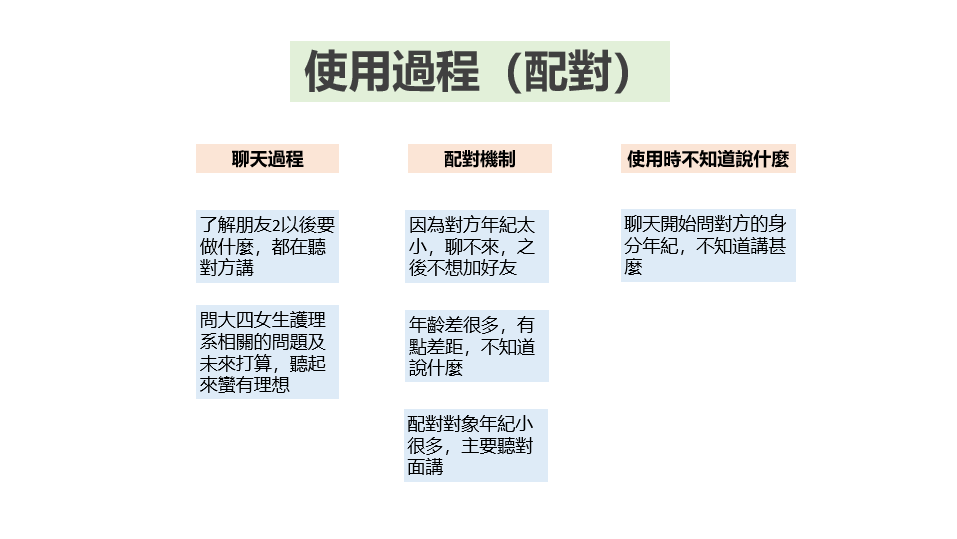 使用過程（配對）
聊天過程
了解朋友2以後要
做什麼，都在聽
對方講
問大四女生護理
系相關的問題及
未來打算，聽起
來蠻有理想
配對機制
因為對方年紀太
小，聊不來，之
後不想加好友
年齡差很多，有
點差距，不知道
說什麼
配對對象年紀小
很多，主要聽對
面講
使用時不知道說什麼
聊天開始問對方的身
分年紀，不知道講甚
麼